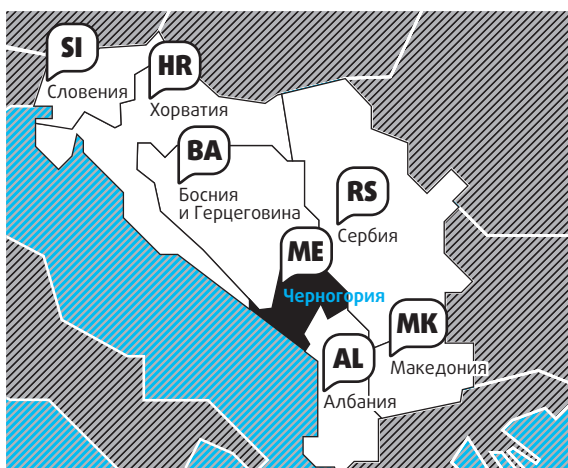 SI
Словения
HR
Хорватия
BA
Босния
и Герцеговина
RS
Сербия
ME
Черногория
MK
Македония
AL
Албания